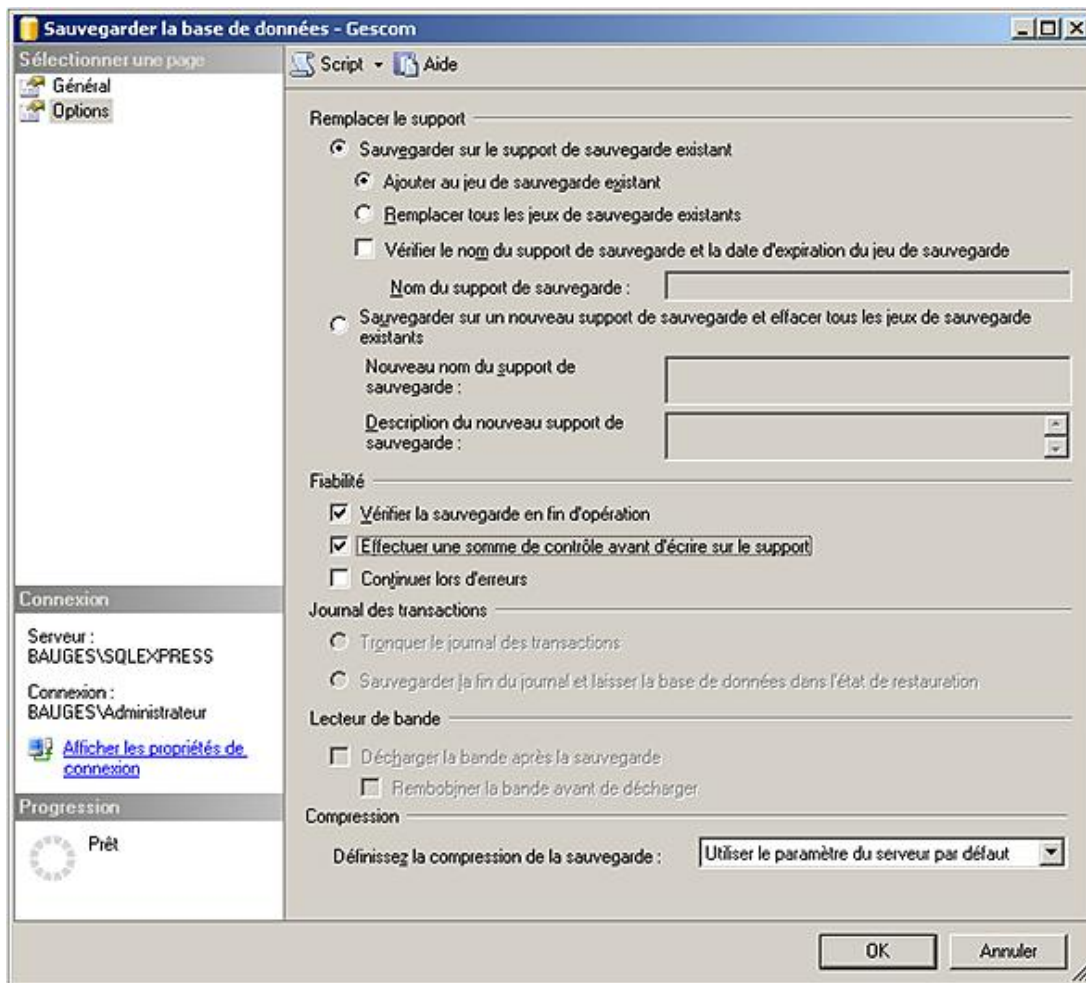 Sauvegarder la base de données - Gescom
Sélectionner une page
Général
Options
Script
Aide
Remplacer le support
Sauvegarder sur le support de sauvegarde existant
Ajouter au jeu de sauvegarde existant
Remplacer tous les jeux de sauvegarde existants
Vérifier le nom du support de sauvegarde et la date d'expiration du jeu de sauvegarde
Nom du support de sauvegarde :
Sauvegarder sur un nouveau support de sauvegarde et effacer tous les jeux de sauvegarde
existants
Nouveau nom du support de
sauvegarde :
Description du nouveau support de
sauvegarde :
Fiabilité
Vérifier la sauvegarde en fin d'opération
Effectuer une somme de contrôle avant d'écrire sur le support
Continuer lors d'erreurs
Journal des transactions
Tronquer le journal des transactions
Sauvegarder la fin du journal et laisser la base de données dans l'état de restauration
Lecteur de bande
Décharger la bande après la sauvegarde
Rembobiner la bande avant de décharger
Compression
Définissez la compression de la sauvegarde :
Utiliser le paramètre du serveur par défaut
Connexion
Serveur :
BAUGES\SQLEXPRESS
Connexion :
BAUGES\Administrateur
Afficher les propriétés de
connexion
Progression
Prêt
OK
Annuler